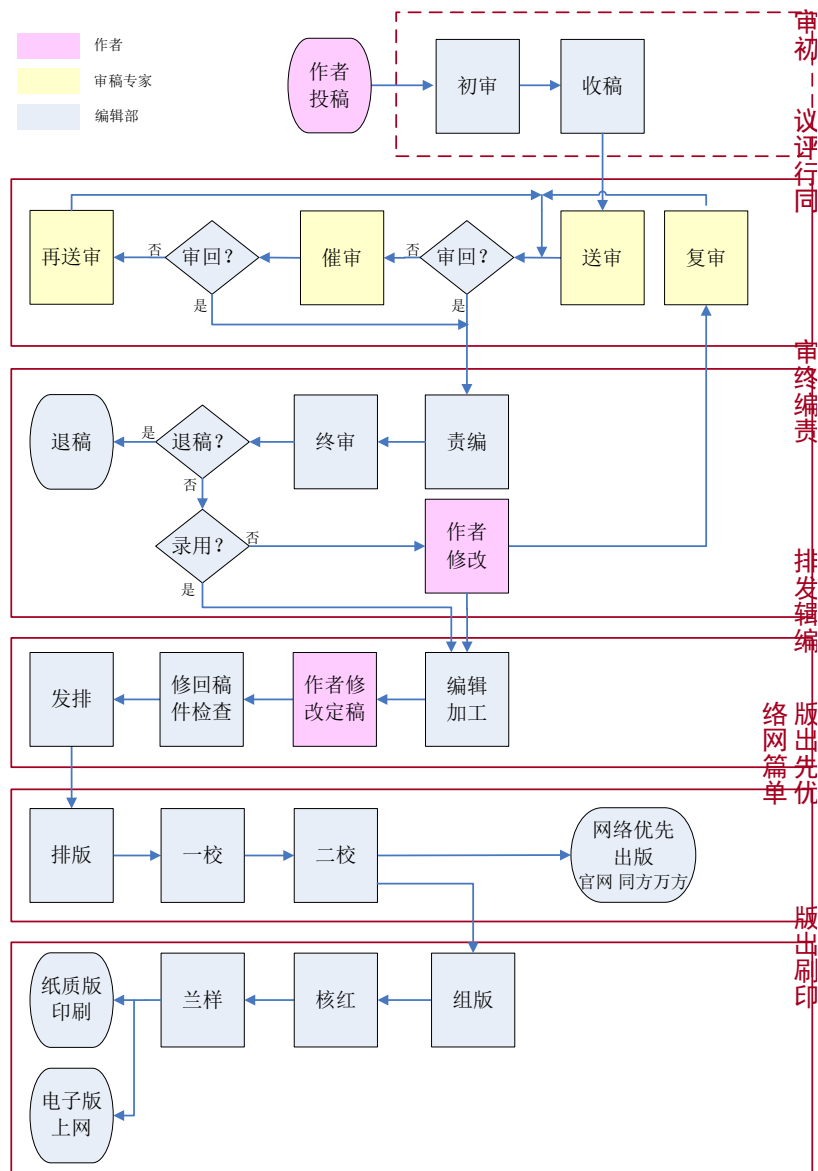 作者
审稿专家
编辑部
作者
投稿
初审
收稿
审初
议评行同
再送审
否
审回？
是
催审
否
审回？
是
送审
复审
审终编责
退稿
是
退稿？
否
终审
责编
录用？
否
是
作者
修改
排发辑编
发排
修回稿
件检查
作者修
改定稿
编辑
加工
版出先优
络网篇单
排版
一校
二校
网络优先
出版
官网 同方万方
版出刷印
纸质版
印刷
兰样
核红
组版
电子版
上网